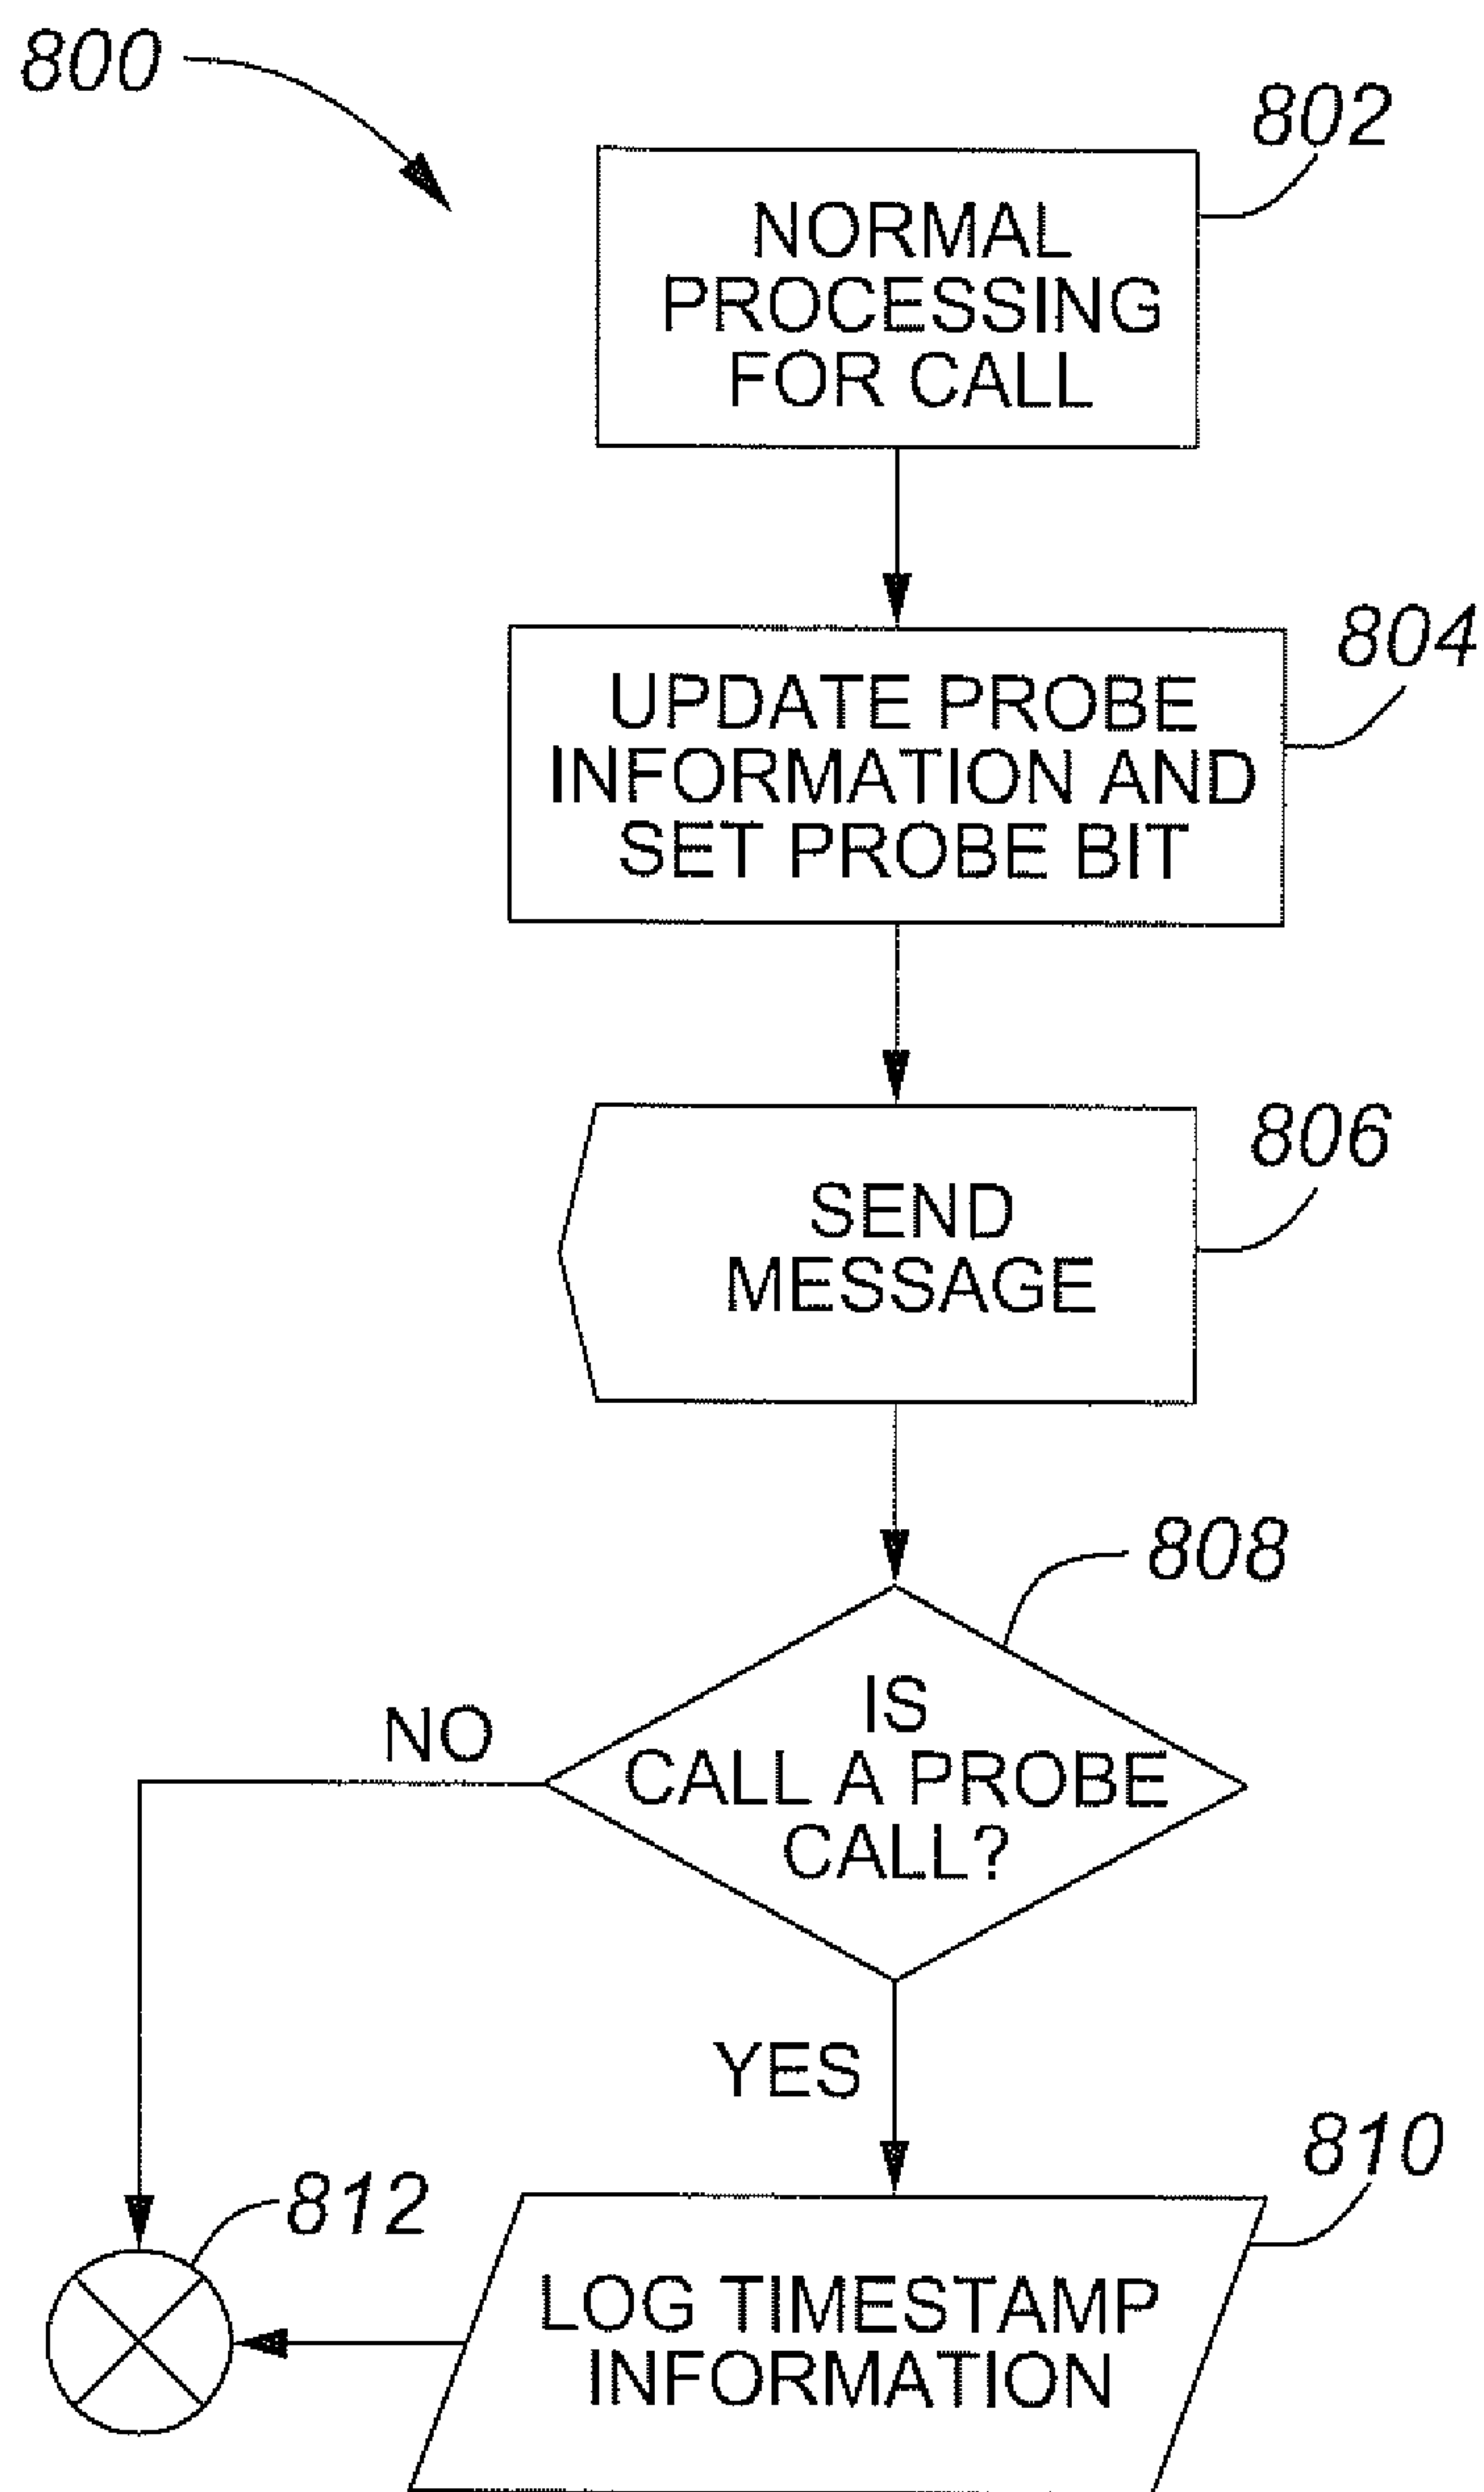 800
802
NORMAL
PROCESSING
FOR CALL
804
UPDATE PROBE
INFORMATION AND
SET PROBE BIT
806
SEND
MESSAGE
808
IS
CALL A PROBE
CALL?
NO
YES
810
812
LOG TIMESTAMP
INFORMATION